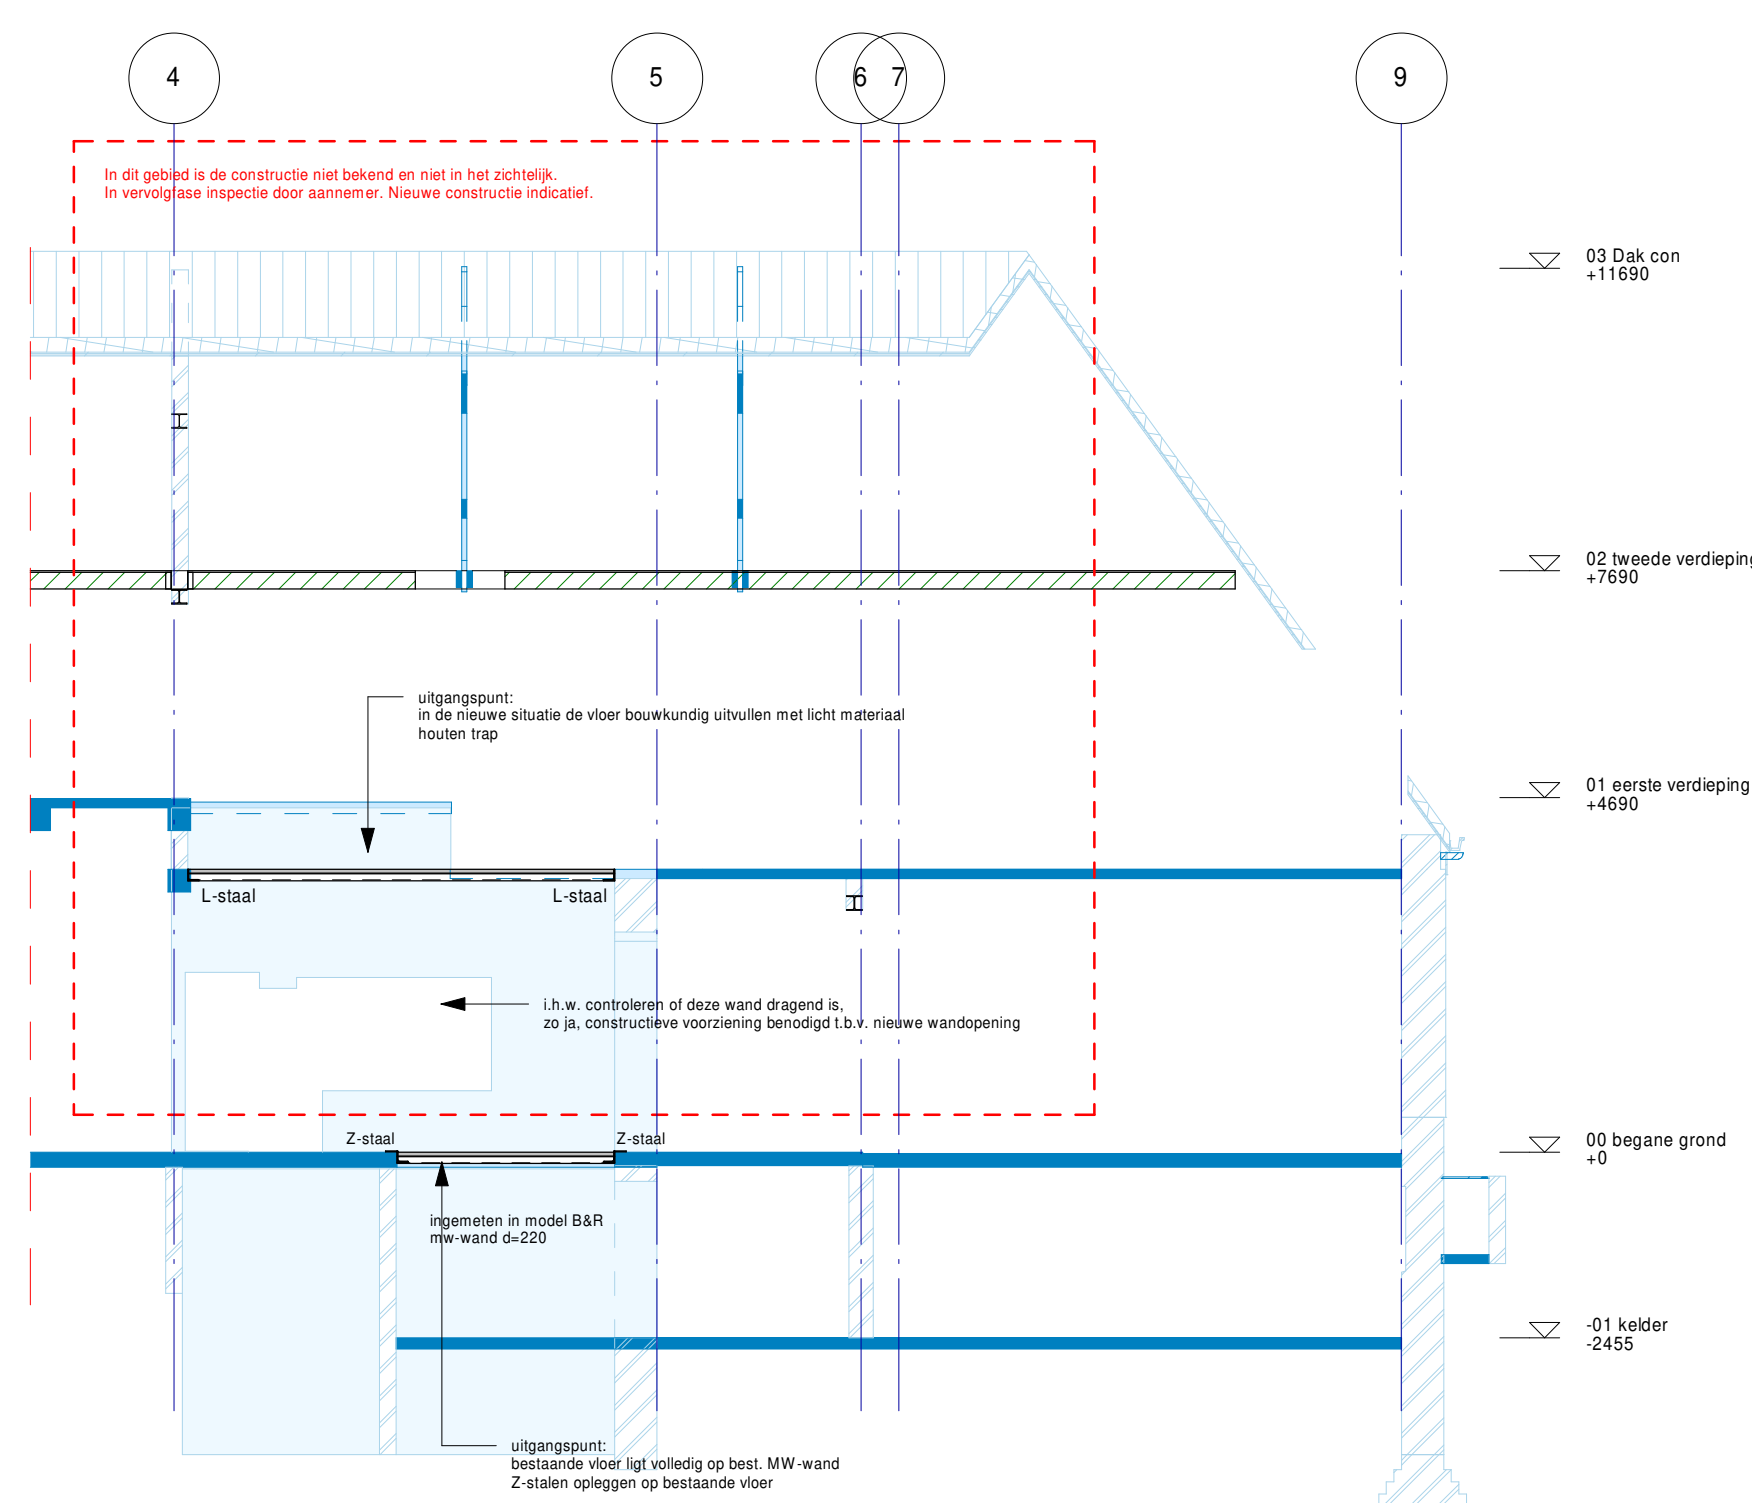 4
5
6
7
9
In dit gebied is de constructie niet bekend en niet in het zichtelijk.
In vervolgfase inspectie door aannemer. Nieuwe constructie indicatief.
03 Dak con
+11690
02 tweede verdieping
+7690
uitgangspunt:
in de nieuwe situatie de vloer bouwkundig uitvullen met licht materiaal
houten trap
01 eerste verdieping
+4690
L-staal
L-staal
i.h.w. controleren of deze wand dragend is,
zo ja, constructieve voorziening benodigd t.b.v. nieuwe wandopening
Z-staal
Z-staal
00 begane grond
+0
ingemeten in model B&R
mw-wand d=220
-01 kelder
-2455
uitgangspunt:
bestaande vloer ligt volledig op best. MW-wand
Z-stalen opleggen op bestaande vloer